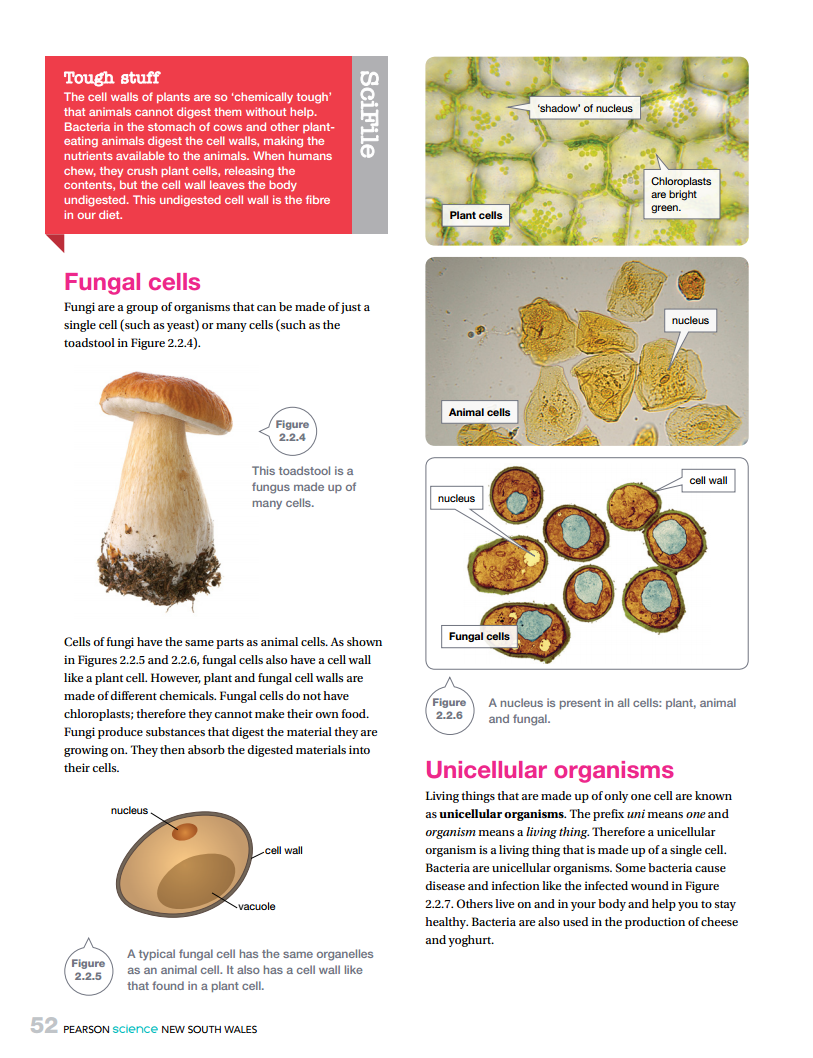 Tough stuff
The cell walls of plants are so ‘chemically tough’
that animals cannot digest them without help.
Bacteria in the stomach of cows and other plant-
eating animals digest the cell walls, making the
nutrients available to the animals. When humans
chew, they crush plant cells, releasing the
contents, but the cell wall leaves the body
undigested. This undigested cell wall is the fibre
in our diet.
SciFile
Fungal cells
Fungi are a group of organisms that can be made of just a
single cell (such as yeast) or many cells (such as the
toadstool in Figure 2.2.4).
Figure
2.2.4
This toadstool is a
fungus made up of
many cells.
Cells of fungi have the same parts as animal cells. As shown
in Figures 2.2.5 and 2.2.6, fungal cells also have a cell wall
like a plant cell. However, plant and fungal cell walls are
made of different chemicals. Fungal cells do not have
chloroplasts; therefore they cannot make their own food.
Fungi produce substances that digest the material they are
growing on. They then absorb the digested materials into
their cells.
nucleus
cell wall
vacuole
Figure
2.2.5
A typical fungal cell has the same organelles
as an animal cell. It also has a cell wall like
that found in a plant cell.
‘shadow’ of nucleus
Chloroplasts
are bright
green.
Plant cells
nucleus
Animal cells
cell wall
nucleus
Fungal cells
Figure
2.2.6
A nucleus is present in all cells: plant, animal
and fungal.
Unicellular organisms
Living things that are made up of only one cell are known
as unicellular organisms. The prefix uni means one and
organism means a living thing. Therefore a unicellular
organism is a living thing that is made up of a single cell.
Bacteria are unicellular organisms. Some bacteria cause
disease and infection like the infected wound in Figure
2.2.7. Others live on and in your body and help you to stay
healthy. Bacteria are also used in the production of cheese
and yoghurt.
52 PEARSON science NEW SOUTH WALES